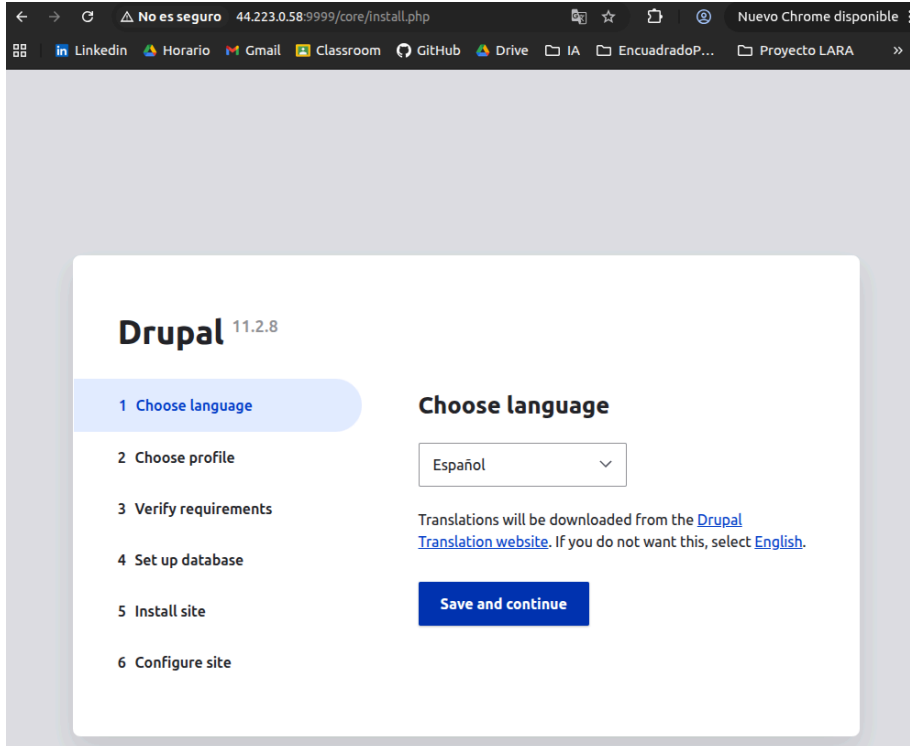 No es seguro 44.223.0.58:9999/core/install.php Nuevo Chrome disponible
Linkedin Horario Gmail Classroom GitHub Drive IA EncuadradoP... Proyecto LARA »
Drupal 11.2.8
1 Choose language
2 Choose profile
3 Verify requirements
4 Set up database
5 Install site
6 Configure site
Choose language
Español
Translations will be downloaded from the Drupal
Translation website. If you do not want this, select English.
Save and continue